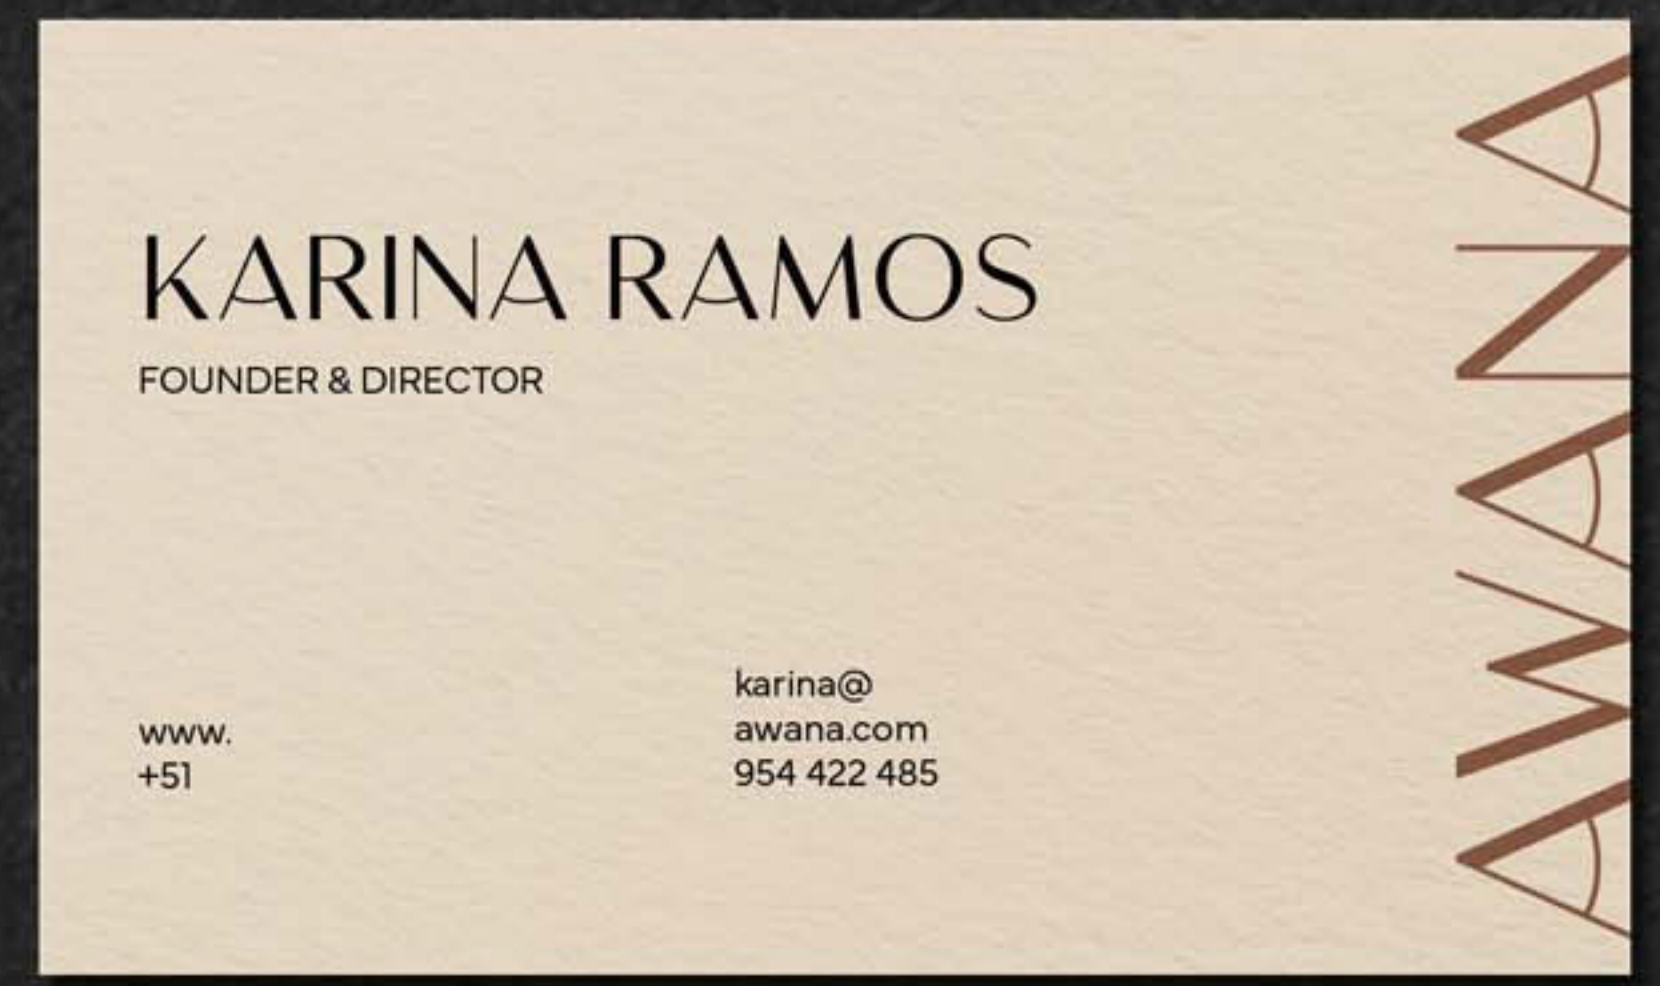 KARINA RAMOS
FOUNDER & DIRECTOR
karina@
www. awana.com
+51 954 422 485
AWANA